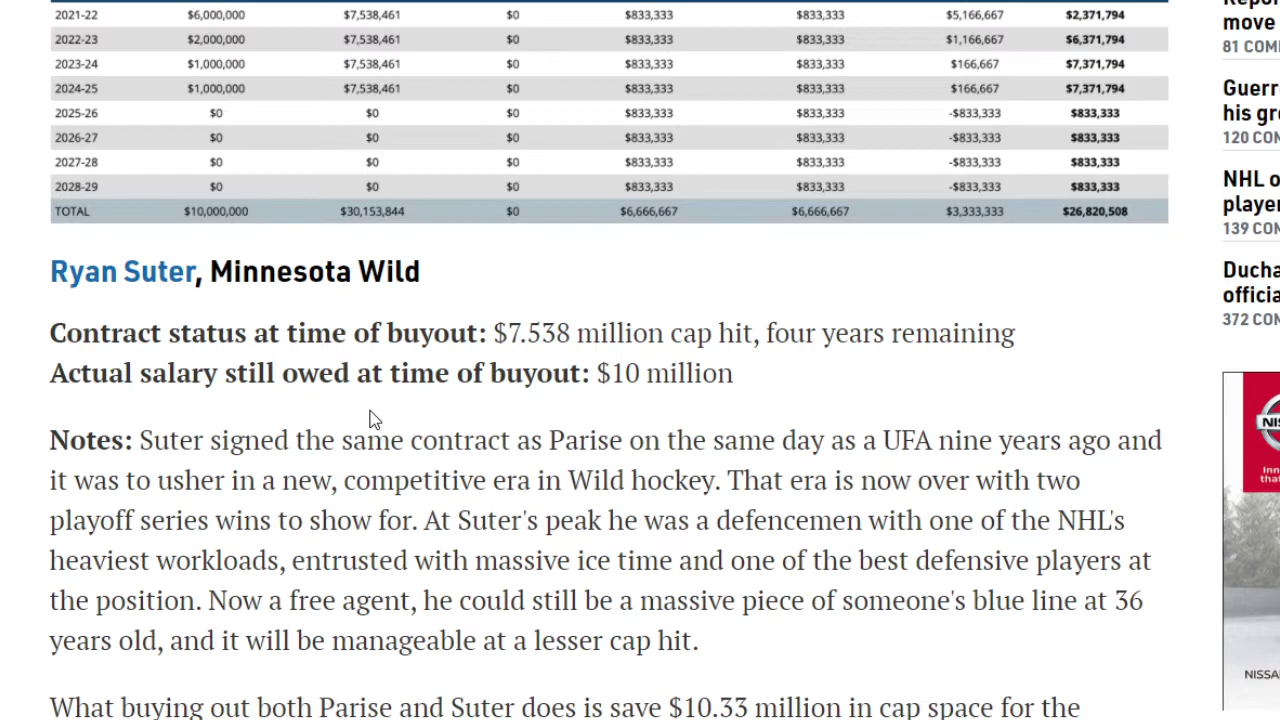 2021-22 $6,000,000 $7,538,461 $0 $833,333 $833,333 $5,166,667 $2,371,794
2022-23 $2,000,000 $7,538,461 $0 $833,333 $833,333 $1,166,667 $6,371,794
2023-24 $1,000,000 $7,538,461 $0 $833,333 $833,333 $166,667 $7,371,794
2024-25 $1,000,000 $7,538,461 $0 $833,333 $833,333 $166,667 $7,371,794
2025-26 $0 $0 $0 $833,333 $833,333 -$833,333 $833,333
2026-27 $0 $0 $0 $833,333 $833,333 -$833,333 $833,333
2027-28 $0 $0 $0 $833,333 $833,333 -$833,333 $833,333
2028-29 $0 $0 $0 $833,333 $833,333 -$833,333 $833,333
TOTAL $10,000,000 $30,153,844 $0 $6,666,667 $6,666,667 $3,333,333 $26,820,508
Ryan Suter, Minnesota Wild
Contract status at time of buyout: $7.538 million cap hit, four years remaining
Actual salary still owed at time of buyout: $10 million
Notes: Suter signed the same contract as Parise on the same day as a UFA nine years ago and
it was to usher in a new, competitive era in Wild hockey. That era is now over with two
playoff series wins to show for. At Suter's peak he was a defencemen with one of the NHL's
heaviest workloads, entrusted with massive ice time and one of the best defensive players at
the position. Now a free agent, he could still be a massive piece of someone's blue line at 36
years old, and it will be manageable at a lesser cap hit.
What buying out both Parise and Suter does is save $10.33 million in cap space for the
move
81 COM
Guerr
his gr
120 CON
NHL o
player
139 CON
Ducha
officia
372 CON
NIS
Inn
that
NISSA